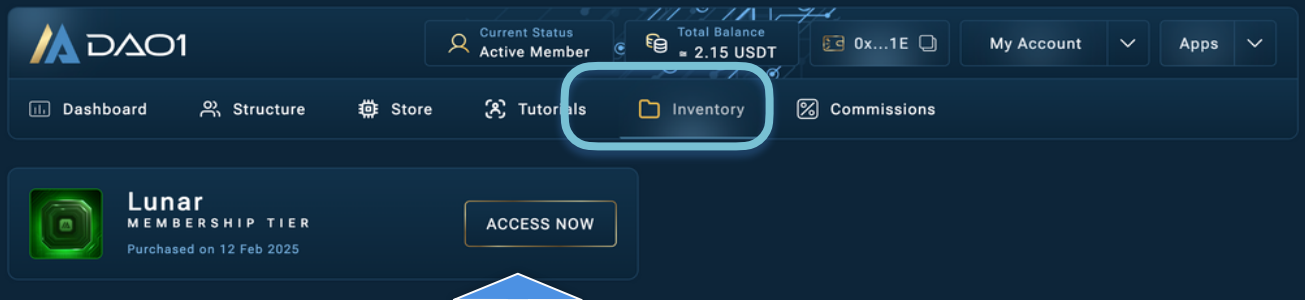 DAO1
Current Status
Active Member
Total Balance
≈ 2.15 USDT
0x...1E
My Account
Apps
Dashboard
Structure
Store
Tutorials
Inventory
Commissions
Lunar
MEMBERSHIP TIER
Purchased on 12 Feb 2025
ACCESS NOW